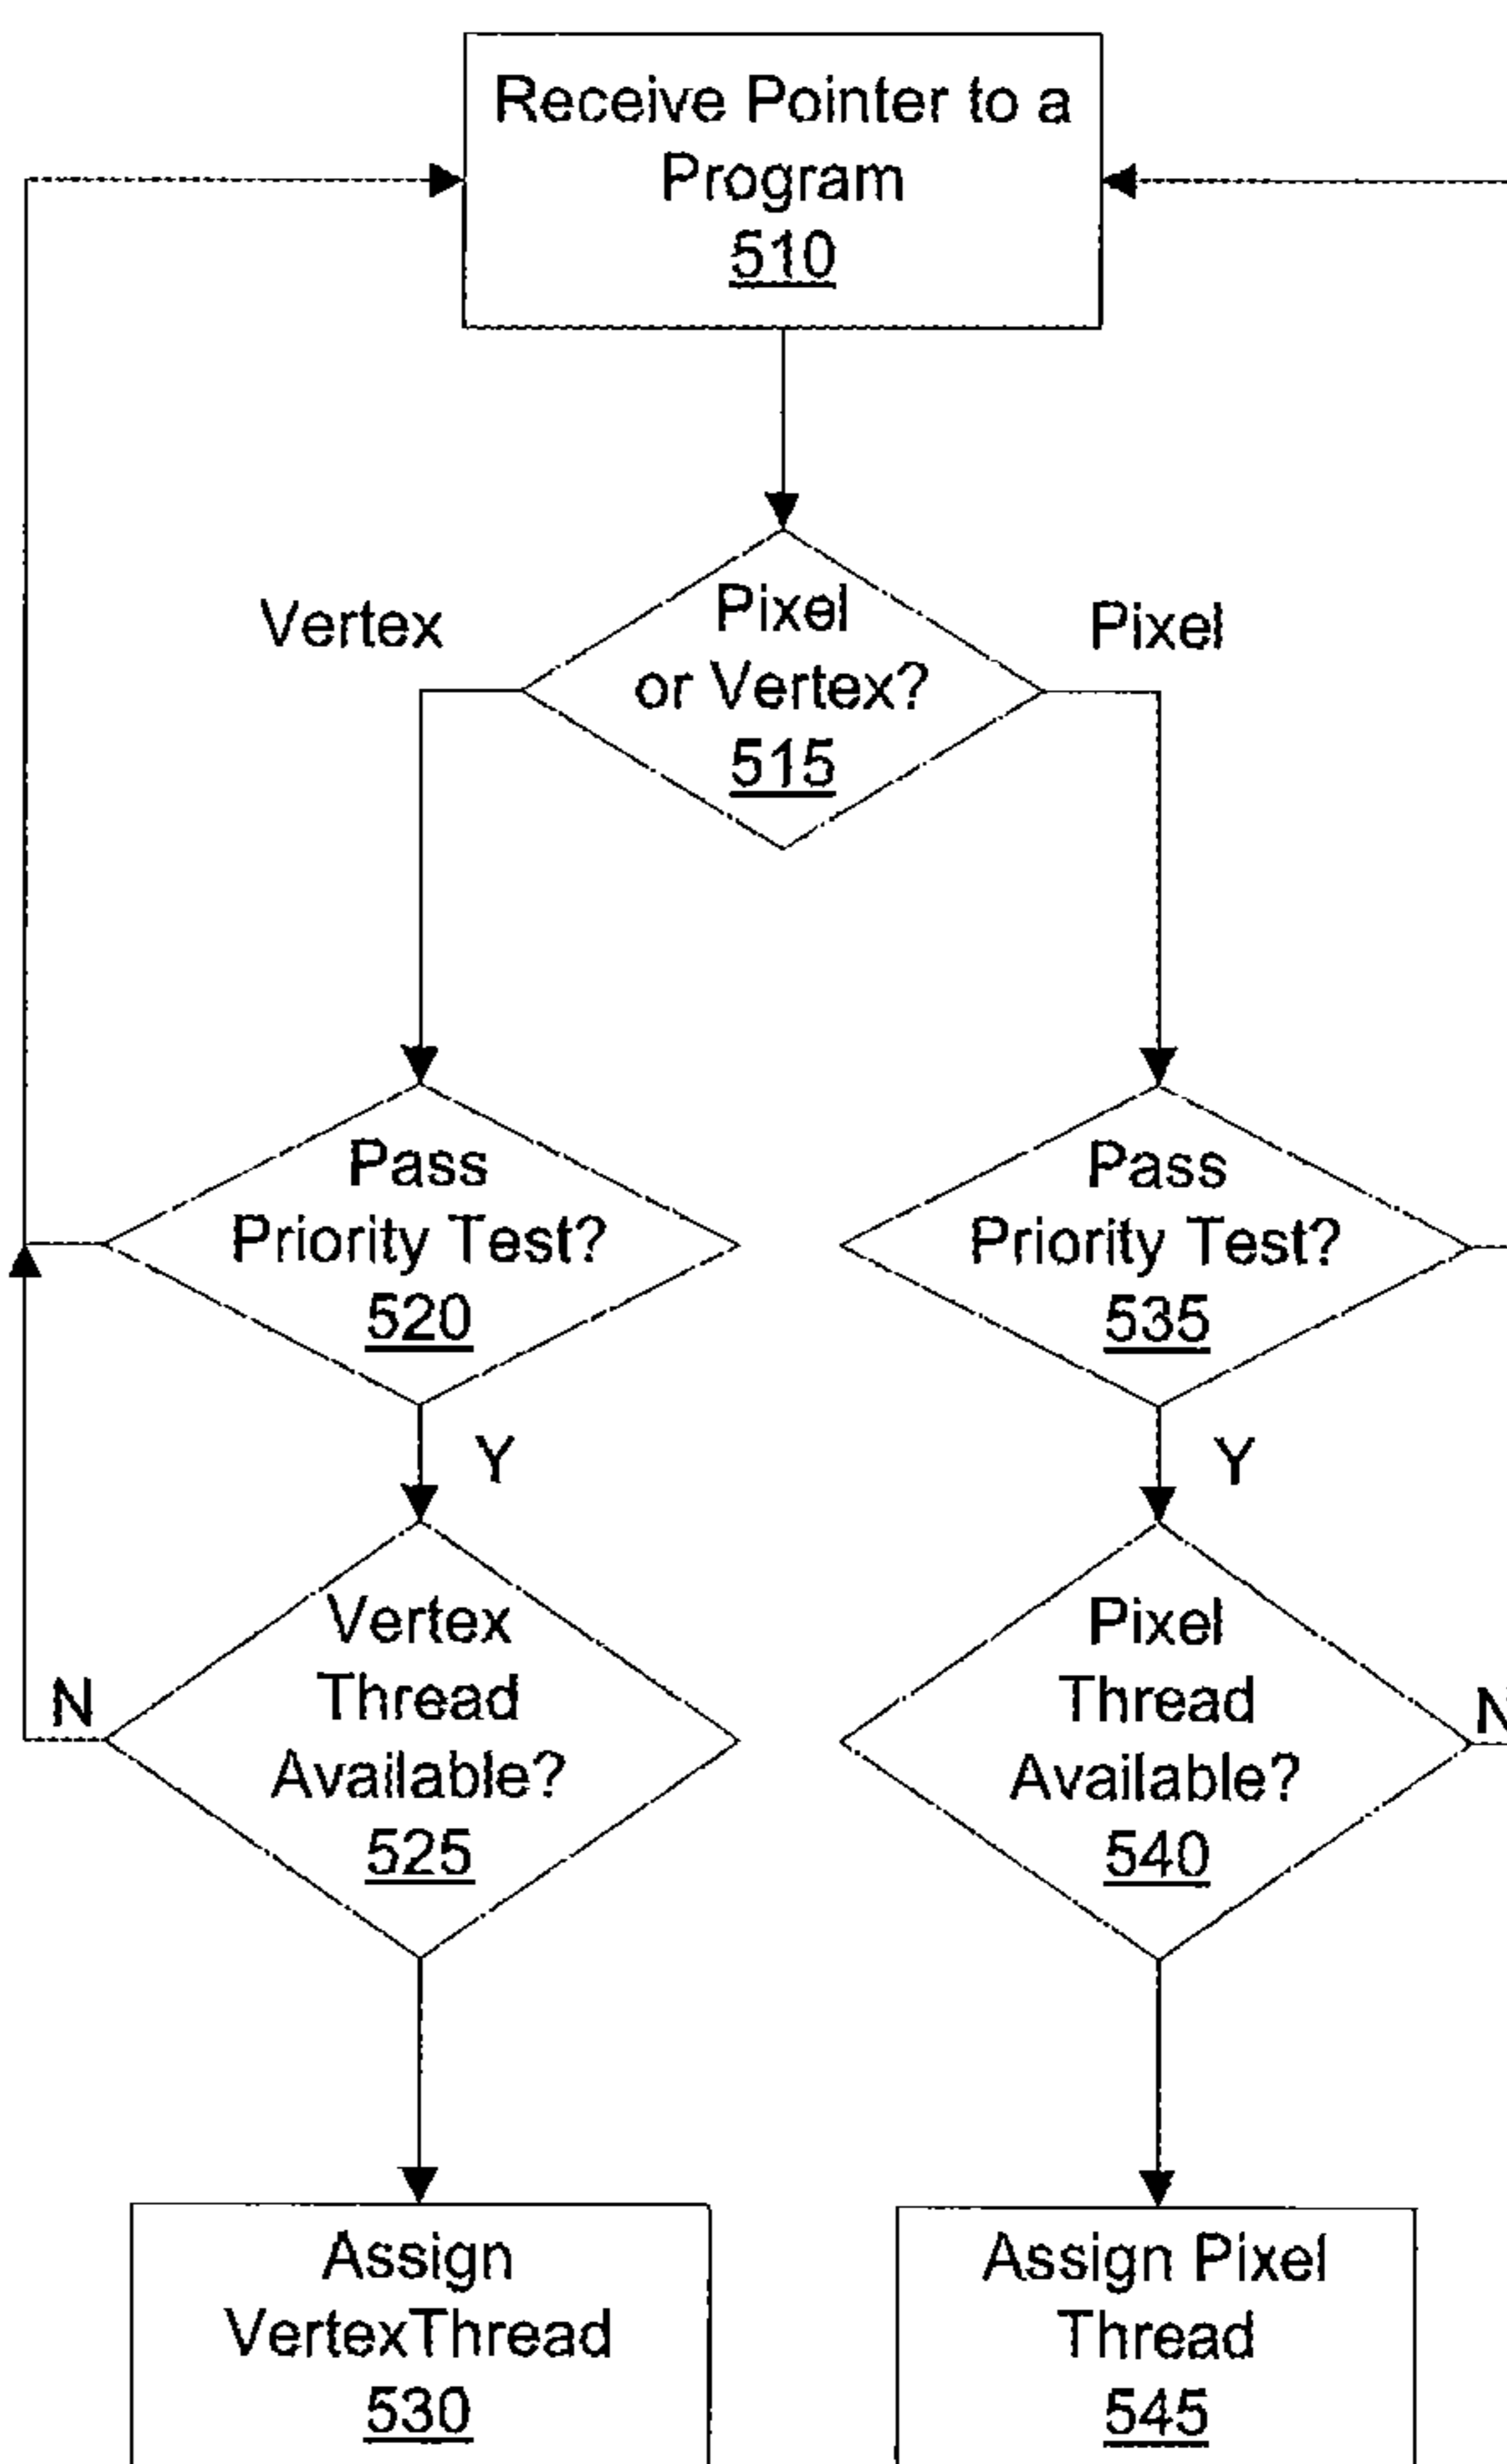 Receive Pointer to a
Program
510
Vertex
Pixel
or Vertex?
515
Pixel
Pass
Priority Test?
520
Pass
Priority Test?
535
Y
Y
Vertex
Thread
Available?
525
N
Pixel
Thread
Available?
540
N
Assign
VertexThread
530
Assign Pixel
Thread
545